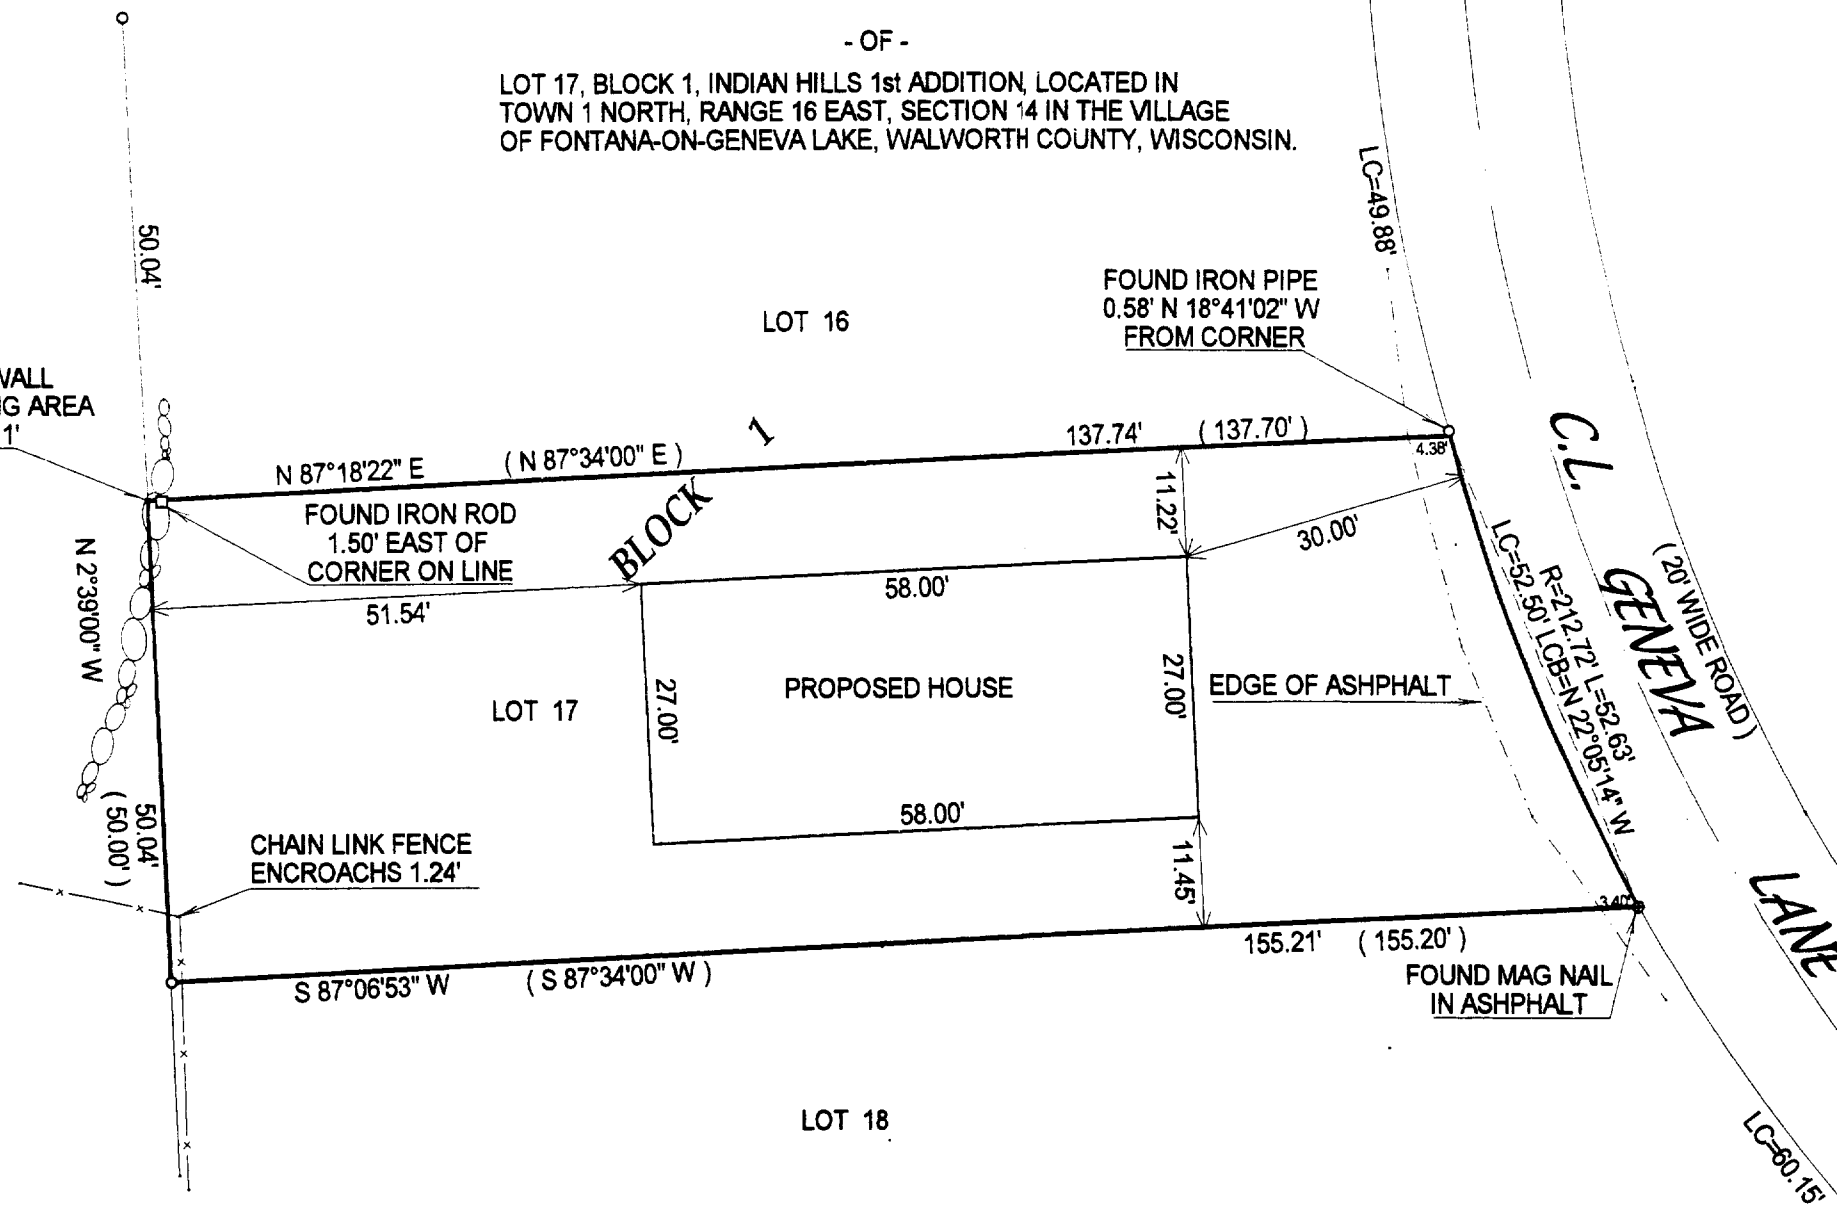 - OF -
LOT 17, BLOCK 1, INDIAN HILLS 1st ADDITION, LOCATED IN
TOWN 1 NORTH, RANGE 16 EAST, SECTION 14 IN THE VILLAGE
OF FONTANA-ON-GENEVA LAKE, WALWORTH COUNTY, WISCONSIN.
50.04'
LC=49.88'
FOUND IRON PIPE
0.58' N 18°41'02" W
FROM CORNER
LOT 16
AREA
1'
N 87°18'22" E
( N 87°34'00" E )
BLOCK 1
137.74'
( 137.70' )
4.38'
FOUND IRON ROD
1.50' EAST OF
CORNER ON LINE
11.22'
30.00'
51.54'
58.00'
N 2°39'00" W
LOT 17
27.00'
PROPOSED HOUSE
27.00'
EDGE OF ASHPHALT
R=212.72' L=52.63'
LC=52.50' LCB=N 22°05'14" W
C.L. GENEVA LANE
( 20' WIDE ROAD )
58.00'
11.45'
50.04'
( 50.00' )
CHAIN LINK FENCE
ENCROACHS 1.24'
3.40'
S 87°06'53" W
( S 87°34'00" W )
155.21'
( 155.20' )
FOUND MAG NAIL
IN ASHPHALT
LOT 18
LC=60.15'